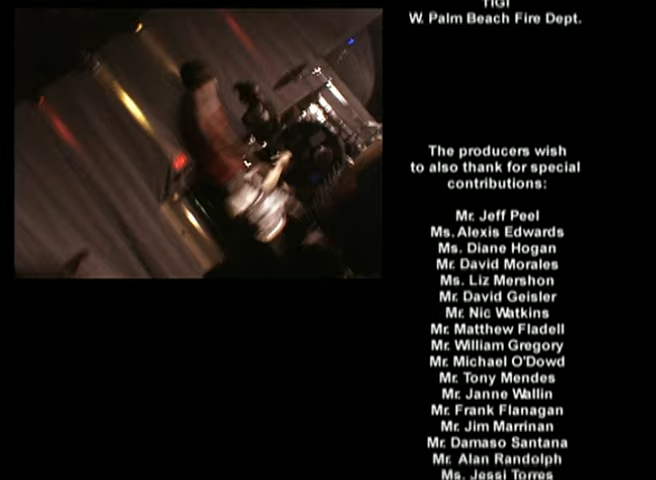 TIGI
W. Palm Beach Fire Dept.
The producers wish
to also thank for special
contributions:
Mr. Jeff Peel
Ms. Alexis Edwards
Ms. Diane Hogan
Mr. David Morales
Ms. Liz Mershon
Mr. David Geisler
Mr. Nic Watkins
Mr. Matthew Fladell
Mr. William Gregory
Mr. Michael O'Dowd
Mr. Tony Mendes
Mr. Janne Wallin
Mr. Frank Flanagan
Mr. Jim Marrinan
Mr. Damaso Santana
Mr. Alan Randolph
Ms. Jessi Torres